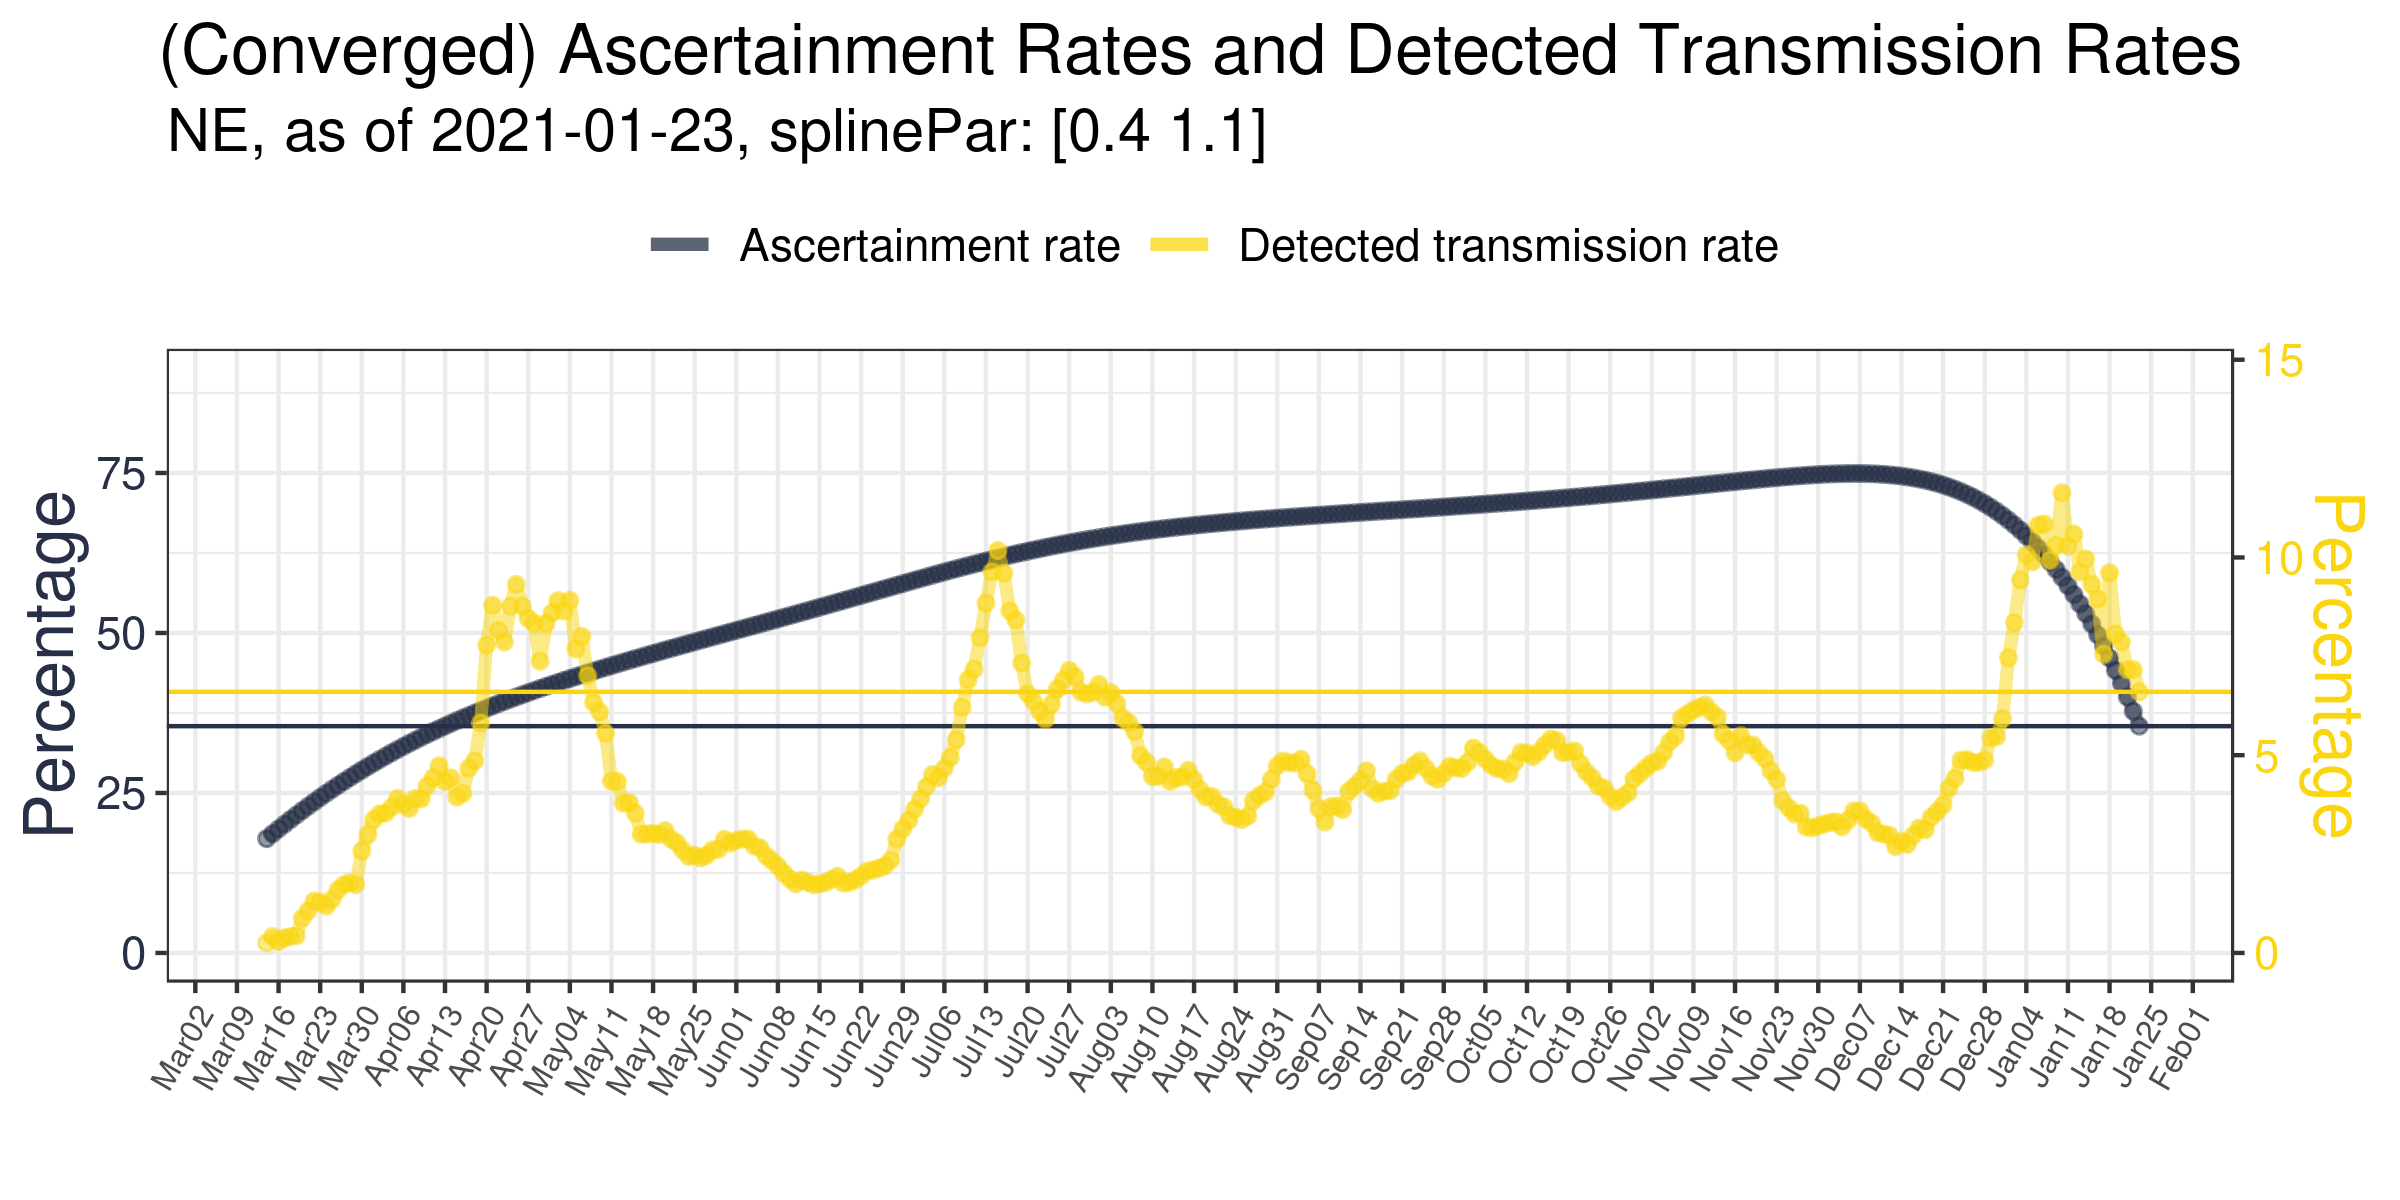 (Converged) Ascertainment Rates and Detected Transmission Rates
NE, as of 2021-01-23, splinePar: [0.4 1.1]
Ascertainment rate
Detected transmission rate
Percentage
75
50
25
0
15
10
5
0
Percentage
Mar02
Mar09
Mar16
Mar23
Mar30
Apr06
Apr13
Apr20
Apr27
May04
May11
May18
May25
Jun01
Jun08
Jun15
Jun22
Jun29
Jul06
Jul13
Jul20
Jul27
Aug03
Aug10
Aug17
Aug24
Aug31
Sep07
Sep14
Sep21
Sep28
Oct05
Oct12
Oct19
Oct26
Nov02
Nov09
Nov16
Nov23
Nov30
Dec07
Dec14
Dec21
Dec28
Jan04
Jan11
Jan18
Jan25
Feb01